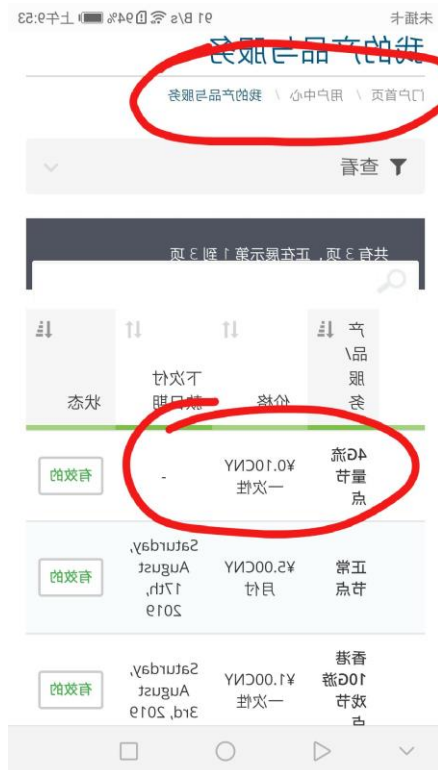 未插卡 91 B/s 94% 上午9:53
我的产品与服务
门户首页 / 用户中心 / 我的产品与服务
查看
共有 3 项，正在展示第 1 到 3 项
产
品/
服
务
价格
下次付
款日期
状态
4G流
量节
点
¥0.10CNY
一次性
-
有效的
正常
节点
¥5.00CNY
月付
Saturday,
August
17th,
2019
有效的
香港
10G游
戏节
点
¥1.00CNY
一次性
Saturday,
August
3rd, 2019
有效的